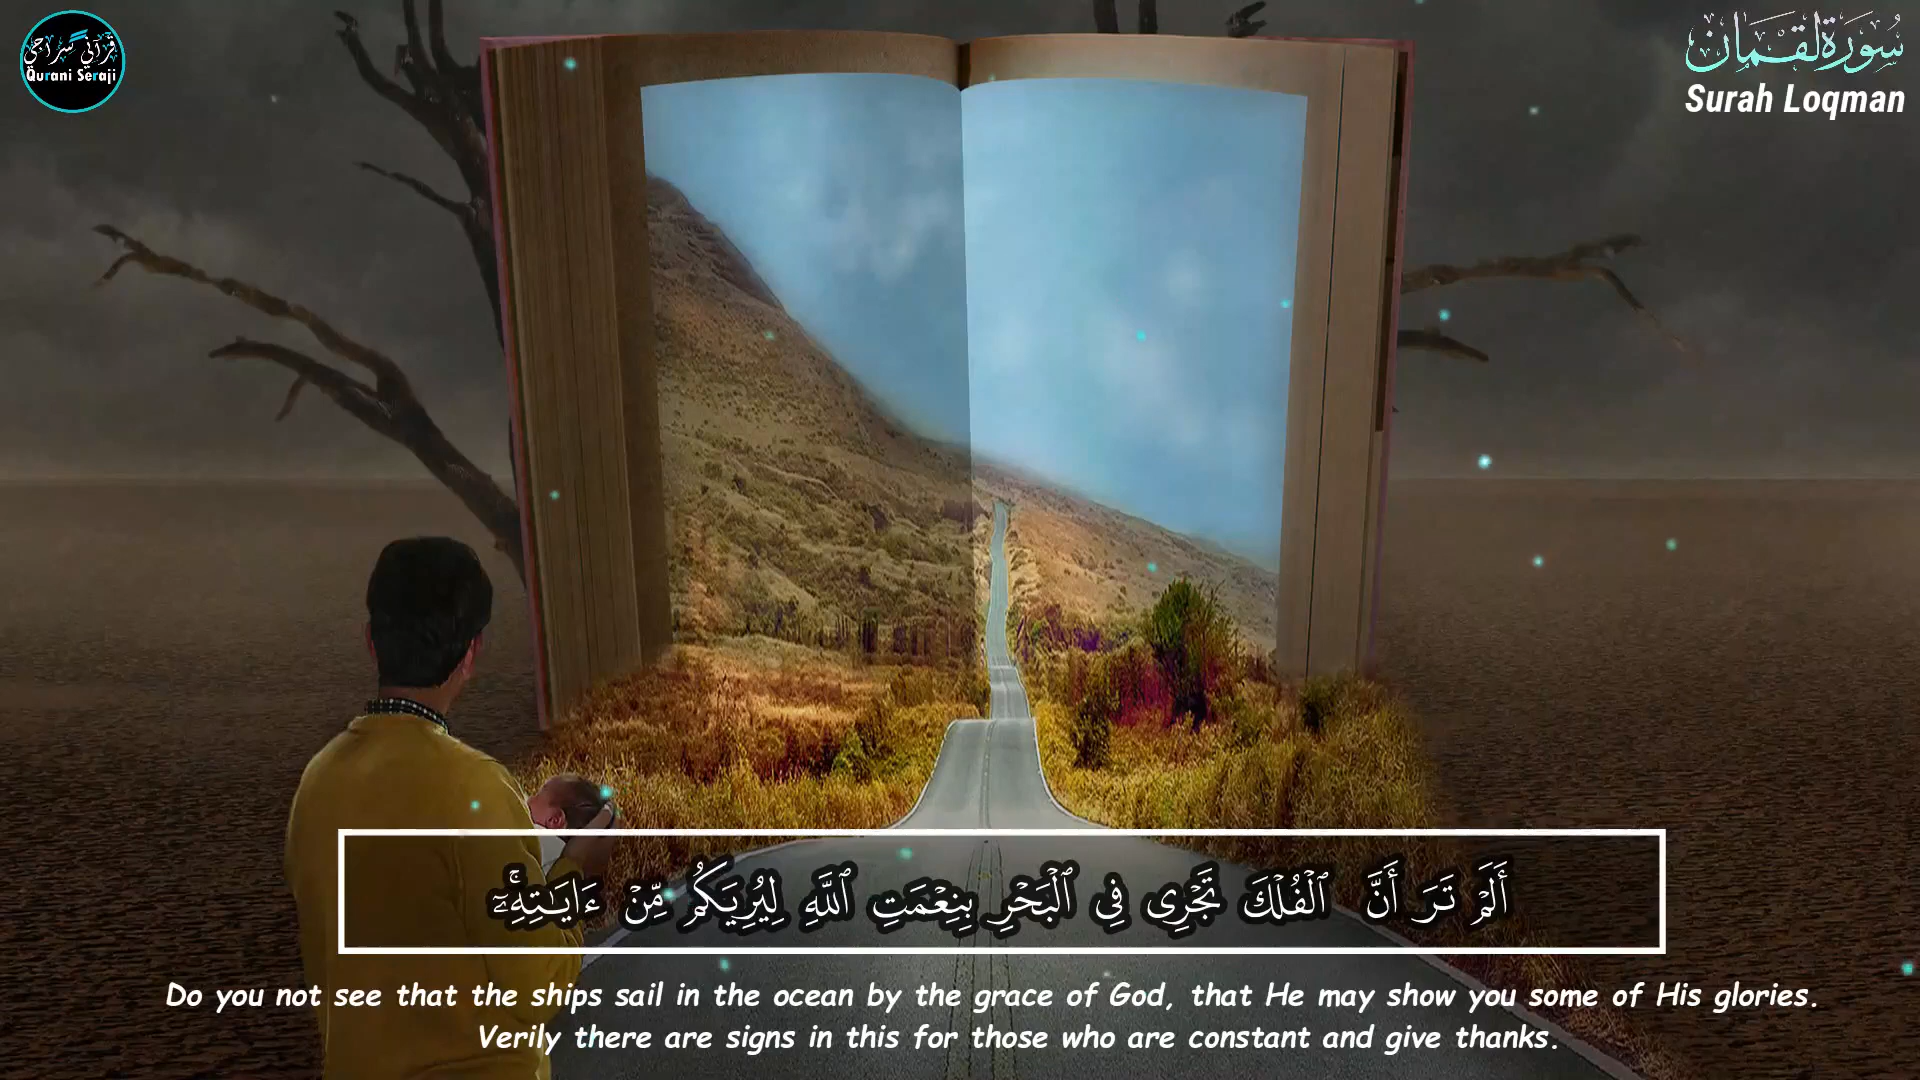 قرآني سراجي
Qurani Seraji
سورة لقمان
Surah Loqman
أَلَمْ تَرَ أَنَّ ٱلْفُلْكَ تَجْرِى فِى ٱلْبَحْرِ بِنِعْمَتِ ٱللَّهِ لِيُرِيَكُم مِّنْ ءَايَـٰتِهِۦٓ ۚ
Do you not see that the ships sail in the ocean by the grace of God, that He may show you some of His glories.
Verily there are signs in this for those who are constant and give thanks.